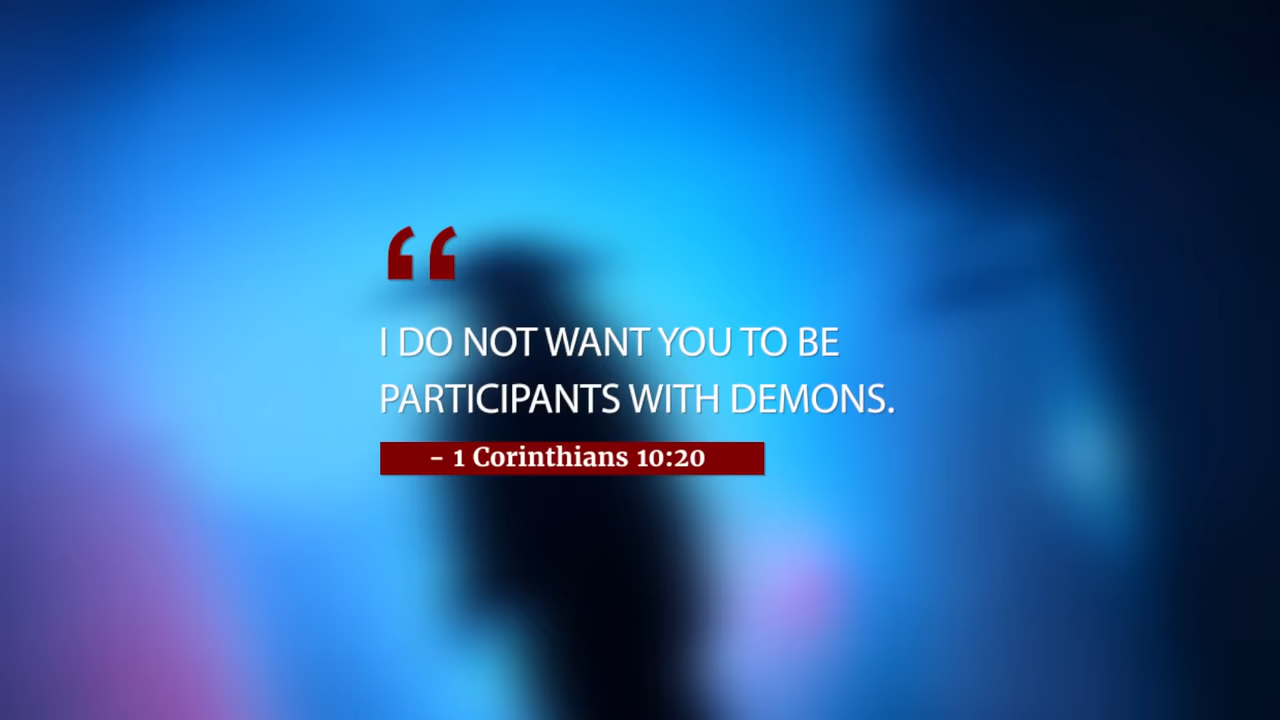 “
I DO NOT WANT YOU TO BE
PARTICIPANTS WITH DEMONS.
– 1 Corinthians 10:20